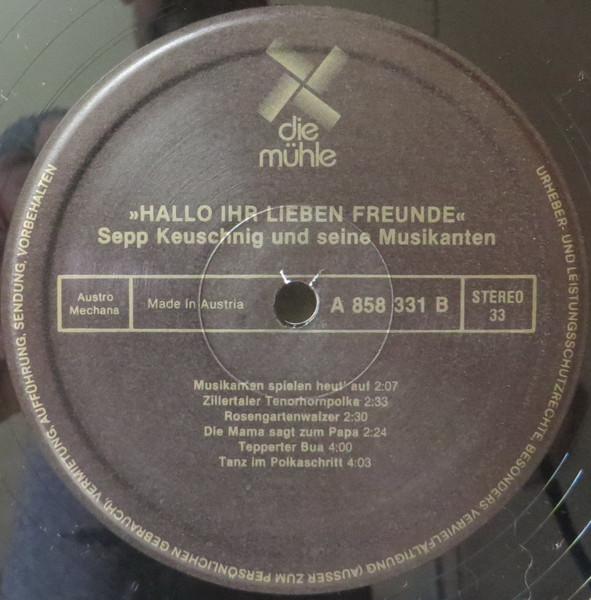 die
mühle
»HALLO IHR LIEBEN FREUNDE«
Sepp Keuschnig und seine Musikanten
Austro
Mechana
Made in Austria
A 858 331 B
STEREO
33
Musikanten spielen heut' auf 2:07
Zillertaler Tenorhornpolka 2:33
Rosengartenwalzer 2:30
Die Mama sagt zum Papa 2:24
Tepperter Bua 4:00
Tanz im Polkaschritt 4:03
URHEBER- UND LEISTUNGSSCHUTZRECHTE, BESONDERS VERVIELFÄLTIGUNG (AUSSER ZUM PERSÖNLICHEN GEBRAUCH), VERMIETUNG, AUFFÜHRUNG, SENDUNG, VORBEHALTEN